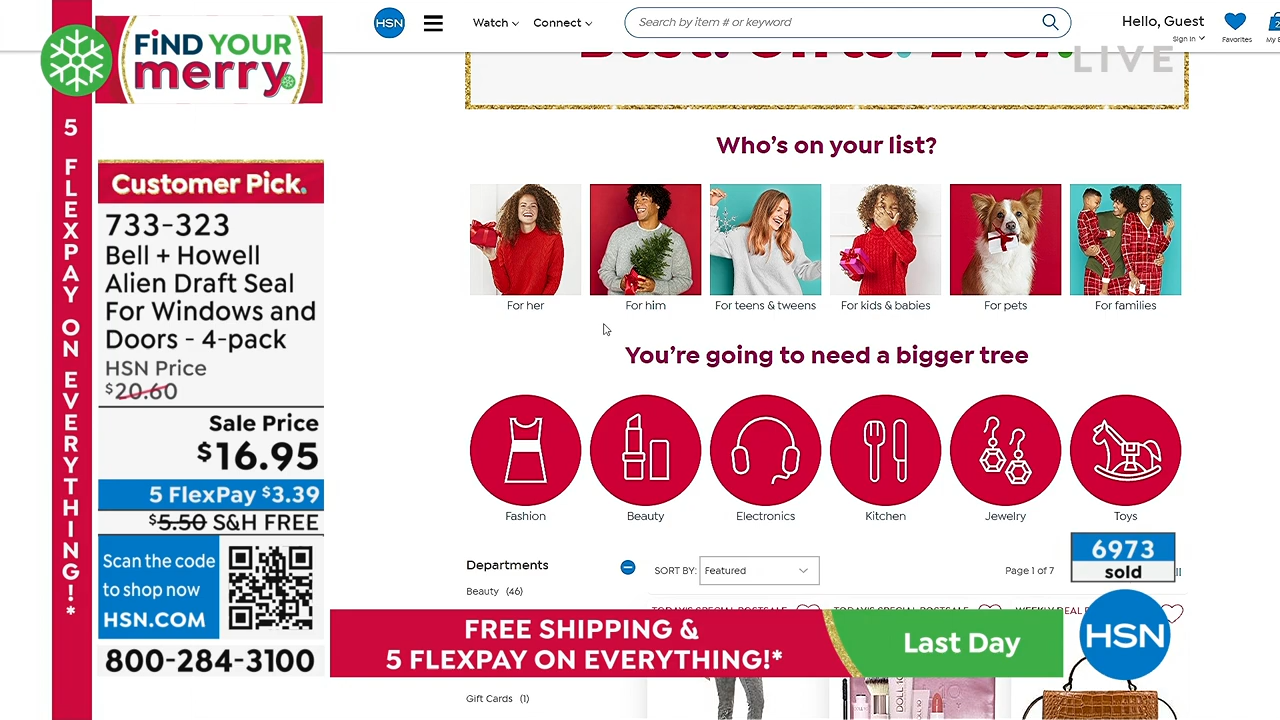 FiND YOUR
merry
5 FLEXPAY ON EVERYTHING!*
Customer Pick.
733-323
Bell + Howell
Alien Draft Seal
For Windows and
Doors - 4-pack
HSN Price
$20.60
Sale Price
$16.95
5 FlexPay $3.39
$5.50 S&H FREE
Scan the code
to shop now
HSN.COM
800-284-3100
HSN
Watch
Connect
Search by item # or keyword
Hello, Guest
Sign In
Favorites
LIVE
Who's on your list?
For her
For him
For teens & tweens
For kids & babies
For pets
For families
You're going to need a bigger tree
Fashion
Beauty
Electronics
Kitchen
Jewelry
Toys
Departments
SORT BY:
Featured
Page 1 of 7
6973
sold
Beauty (46)
FREE SHIPPING &
5 FLEXPAY ON EVERYTHING!*
Last Day
HSN
Gift Cards (1)